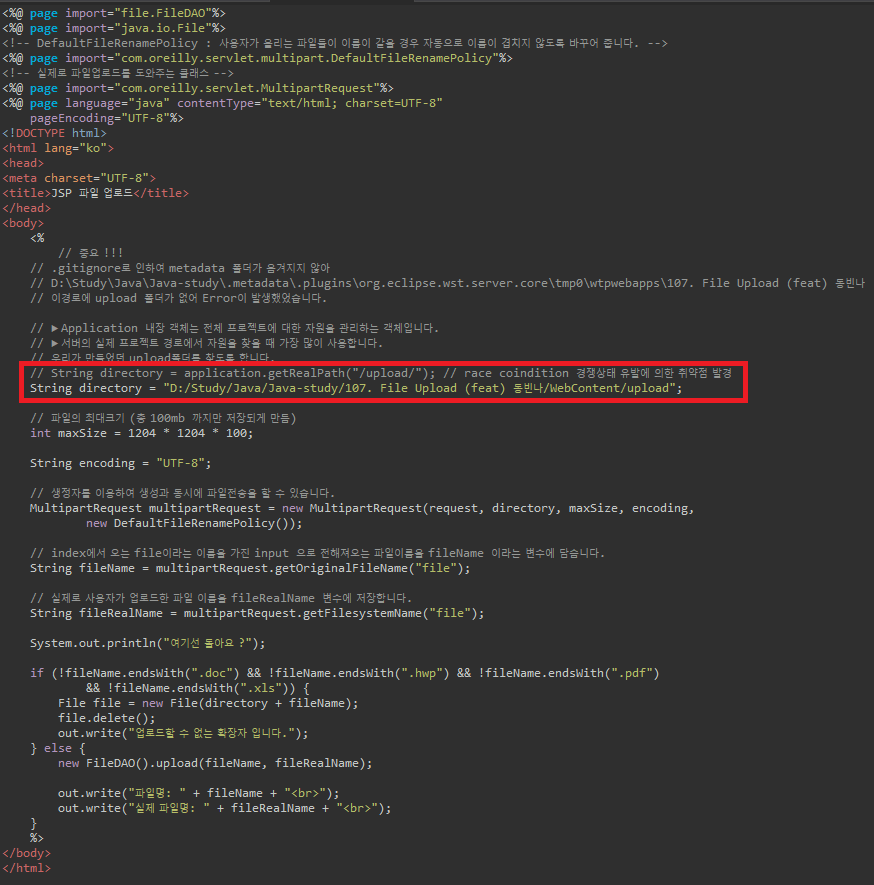 <%@ page import="file.FileDAO"%>
<%@ page import="java.io.File"%>
<!-- DefaultFileRenamePolicy : 사용자가 올리는 파일들이 이름이 같을 경우 자동으로 이름이 겹치지 않도록 바꾸어 줍니다. -->
<%@ page import="com.oreilly.servlet.multipart.DefaultFileRenamePolicy"%>
<!-- 실제로 파일업로드를 도와주는 클래스 -->
<%@ page import="com.oreilly.servlet.MultipartRequest"%>
<%@ page language="java" contentType="text/html; charset=UTF-8"
    pageEncoding="UTF-8"%>
<!DOCTYPE html>
<html lang="ko">
<head>
<meta charset="UTF-8">
<title>JSP 파일 업로드</title>
</head>
<body>
    <%
        // 중요 !!!
    // .gitignore로 인하여 metadata 폴더가 옮겨지지 않아
    // D:\Study\Java\Java-study\.metadata\.plugins\org.eclipse.wst.server.core\tmp0\wtpwebapps\107. File Upload (feat) 동빈나
    // 이경로에 upload 폴더가 없어 Error이 발생했었습니다.
    // ▶Application 내장 객체는 전체 프로젝트에 대한 자원을 관리하는 객체입니다.
    // ▶서버의 실제 프로젝트 경로에서 자원을 찾을 때 가장 많이 사용합니다.
    // 우리가 만들었던 upload폴더를 찾도록 합니다.
    // String directory = application.getRealPath("/upload/"); // race coindition 경쟁상태 유발에 의한 취약점 발경
    String directory = "D:/Study/Java/Java-study/107. File Upload (feat) 동빈나/WebContent/upload";
    // 파일의 최대크기 (총 100mb 까지만 저장되게 만듬)
    int maxSize = 1204 * 1204 * 100;
    String encoding = "UTF-8";
    // 생정자를 이용하여 생성과 동시에 파일전송을 할 수 있습니다.
    MultipartRequest multipartRequest = new MultipartRequest(request, directory, maxSize, encoding,
            new DefaultFileRenamePolicy());
    // index에서 오는 file이라는 이름을 가진 input 으로 전해져오는 파일이름을 fileName 이라는 변수에 담습니다.
    String fileName = multipartRequest.getOriginalFileName("file");
    // 실제로 사용자가 업로드한 파일 이름을 fileRealName 변수에 저장합니다.
    String fileRealName = multipartRequest.getFilesystemName("file");
    System.out.println("여기선 돌아요 ?");
    if (!fileName.endsWith(".doc") && !fileName.endsWith(".hwp") && !fileName.endsWith(".pdf")
            && !fileName.endsWith(".xls")) {
        File file = new File(directory + fileName);
        file.delete();
        out.write("업로드할 수 없는 확장자 입니다.");
    } else {
        new FileDAO().upload(fileName, fileRealName);
        out.write("파일명: " + fileName + "<br>");
        out.write("실제 파일명: " + fileRealName + "<br>");
    }
    %>
</body>
</html>